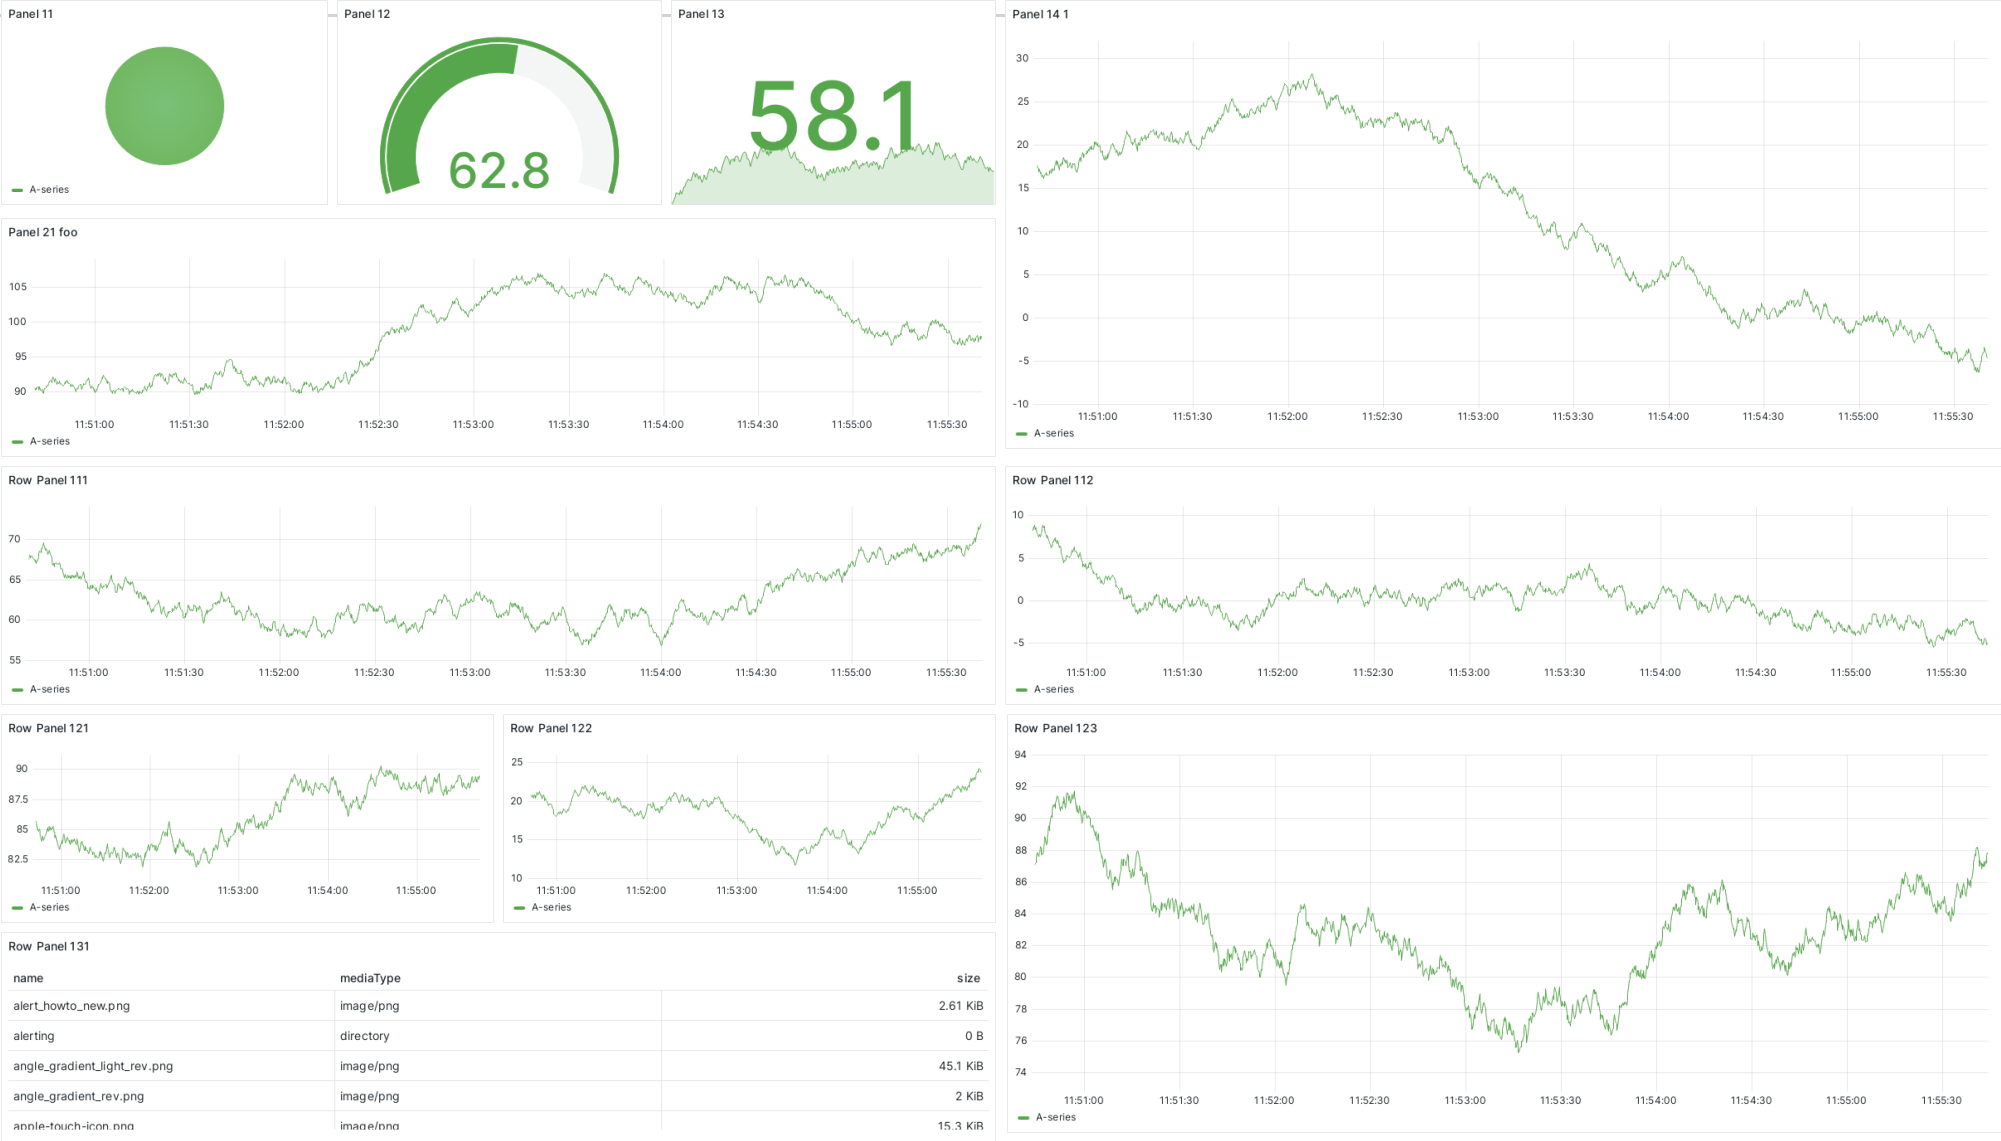 Panel 11
A-series
Panel 12
62.8
Panel 13
58.1
Panel 14 1
30
25
20
15
10
5
0
-5
-10
11:51:00 11:51:30 11:52:00 11:52:30 11:53:00 11:53:30 11:54:00 11:54:30 11:55:00 11:55:30
A-series
Panel 21 foo
105
100
95
90
11:51:00 11:51:30 11:52:00 11:52:30 11:53:00 11:53:30 11:54:00 11:54:30 11:55:00 11:55:30
A-series
Row Panel 111
70
65
60
55
11:51:00 11:51:30 11:52:00 11:52:30 11:53:00 11:53:30 11:54:00 11:54:30 11:55:00 11:55:30
A-series
Row Panel 112
10
5
0
-5
11:51:00 11:51:30 11:52:00 11:52:30 11:53:00 11:53:30 11:54:00 11:54:30 11:55:00 11:55:30
A-series
Row Panel 121
90
87.5
85
82.5
11:51:00 11:52:00 11:53:00 11:54:00 11:55:00
A-series
Row Panel 122
25
20
15
10
11:51:00 11:52:00 11:53:00 11:54:00 11:55:00
A-series
Row Panel 123
94
92
90
88
86
84
82
80
78
76
74
11:51:00 11:51:30 11:52:00 11:52:30 11:53:00 11:53:30 11:54:00 11:54:30 11:55:00 11:55:30
A-series
Row Panel 131
name mediaType size
alert_howto_new.png image/png 2.61 KiB
alerting directory 0 B
angle_gradient_light_rev.png image/png 45.1 KiB
angle_gradient_rev.png image/png 2 KiB
apple-touch-icon.png image/png 15.3 KiB